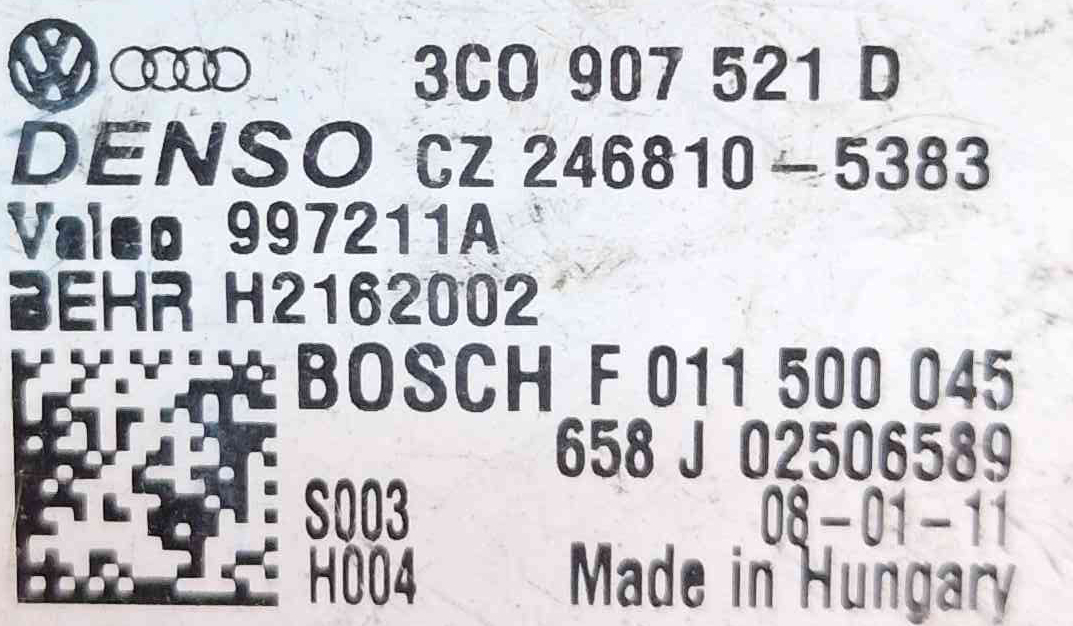 3C0 907 521 D
DENSO CZ 246810-5383
Valeo 997211A
BEHR H2162002
BOSCH F 011 500 045
658 J 02506589
S003 08-01-11
H004 Made in Hungary